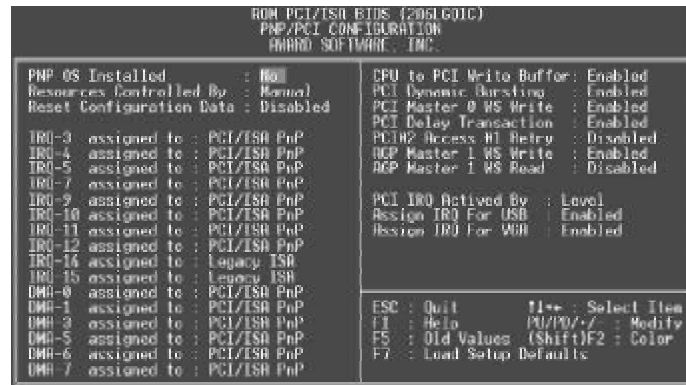 ROM PCI/ISA BIOS (2A6LGQIC)
PNP/PCI CONFIGURATION
AWARD SOFTWARE, INC.
PNP OS Installed : No
Resources Controlled By : Manual
Reset Configuration Data : Disabled
IRQ-3 assigned to : PCI/ISA PnP
IRQ-4 assigned to : PCI/ISA PnP
IRQ-5 assigned to : PCI/ISA PnP
IRQ-7 assigned to : PCI/ISA PnP
IRQ-9 assigned to : PCI/ISA PnP
IRQ-10 assigned to : PCI/ISA PnP
IRQ-11 assigned to : PCI/ISA PnP
IRQ-12 assigned to : PCI/ISA PnP
IRQ-14 assigned to : Legacy ISA
IRQ-15 assigned to : Legacy ISA
DMA-0 assigned to : PCI/ISA PnP
DMA-1 assigned to : PCI/ISA PnP
DMA-3 assigned to : PCI/ISA PnP
DMA-5 assigned to : PCI/ISA PnP
DMA-6 assigned to : PCI/ISA PnP
DMA-7 assigned to : PCI/ISA PnP
CPU to PCI Write Buffer: Enabled
PCI Dynamic Bursting : Enabled
PCI Master 0 WS Write : Enabled
PCI Delay Transaction : Enabled
PCI#2 Access #1 Retry : Disabled
AGP Master 1 WS Write : Enabled
AGP Master 1 WS Read : Disabled
PCI IRQ Actived By : Level
Assign IRQ For USB : Enabled
Assign IRQ For VGA : Enabled
ESC : Quit ↑↓→← : Select Item
F1 : Help PU/PD/+/- : Modify
F5 : Old Values (Shift)F2 : Color
F7 : Load Setup Defaults